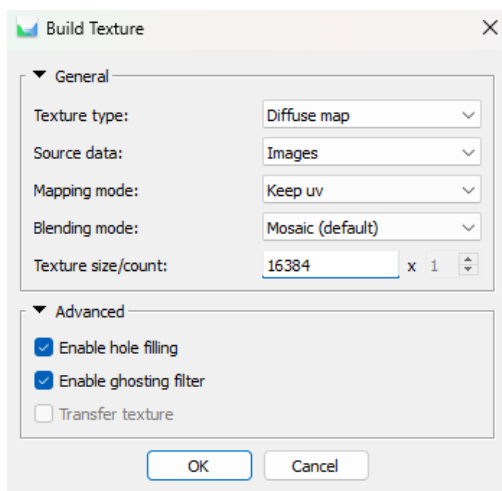 Build Texture
General
Texture type: Diffuse map
Source data: Images
Mapping mode: Keep uv
Blending mode: Mosaic (default)
Texture size/count: 16384 x 1
Advanced
Enable hole filling
Enable ghosting filter
Transfer texture
OK Cancel